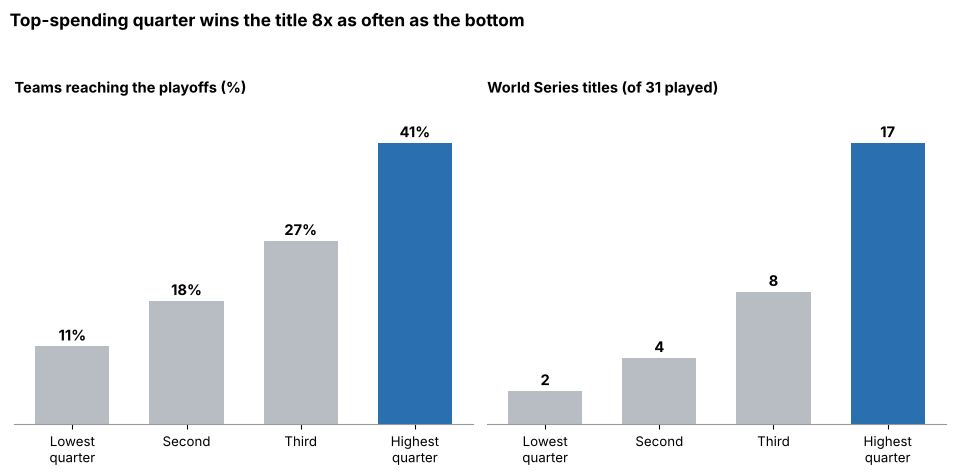 Top-spending quarter wins the title 8x as often as the bottom
Teams reaching the playoffs (%)
41%
27%
18%
11%
Lowest
quarter
Second
Third
Highest
quarter
World Series titles (of 31 played)
17
8
4
2
Lowest
quarter
Second
Third
Highest
quarter